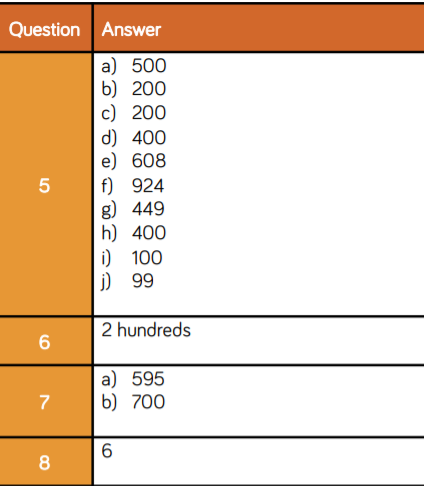 Question Answer
5
a) 500
b) 200
c) 200
d) 400
e) 608
f) 924
g) 449
h) 400
i) 100
j) 99
6
2 hundreds
7
a) 595
b) 700
8
6